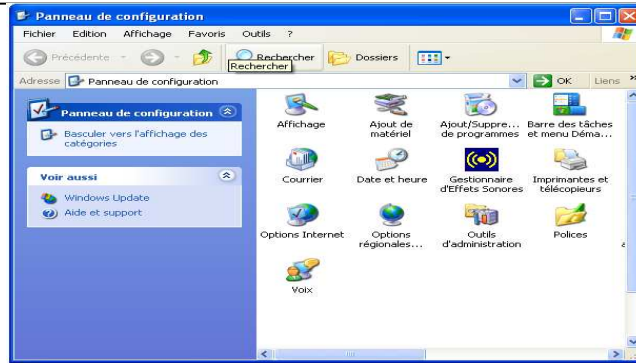 Panneau de configuration
Fichier Edition Affichage Favoris Outils ?
Précédente Rechercher Dossiers
Rechercher
Adresse Panneau de configuration OK Liens »
Panneau de configuration
Basculer vers l'affichage des
catégories
Voir aussi
Windows Update
Aide et support
Affichage
Ajout de
matériel
Ajout/Suppre...
de programmes
Barre des tâches
et menu Déma...
Courrier
Date et heure
Gestionnaire
d'Effets Sonores
Imprimantes et
télécopieurs
Options Internet
Options
régionales...
Outils
d'administration
Polices
Voix